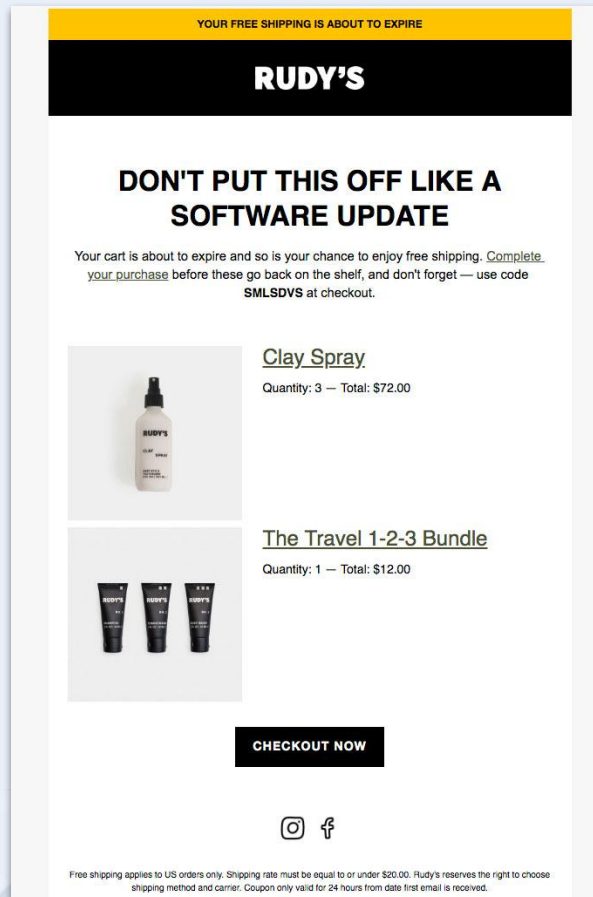 YOUR FREE SHIPPING IS ABOUT TO EXPIRE
RUDY'S
DON'T PUT THIS OFF LIKE A
SOFTWARE UPDATE
Your cart is about to expire and so is your chance to enjoy free shipping. Complete
your purchase before these go back on the shelf, and don't forget — use code
SMLSDVS at checkout.
Clay Spray
Quantity: 3 — Total: $72.00
RUDY'S
CLAY
SPRAY
The Travel 1-2-3 Bundle
Quantity: 1 — Total: $12.00
RUDY'S RUDY'S RUDY'S
CHECKOUT NOW
Free shipping applies to US orders only. Shipping rate must be equal to or under $20.00. Rudy's reserves the right to choose
shipping method and carrier. Coupon only valid for 24 hours from date first email is received.